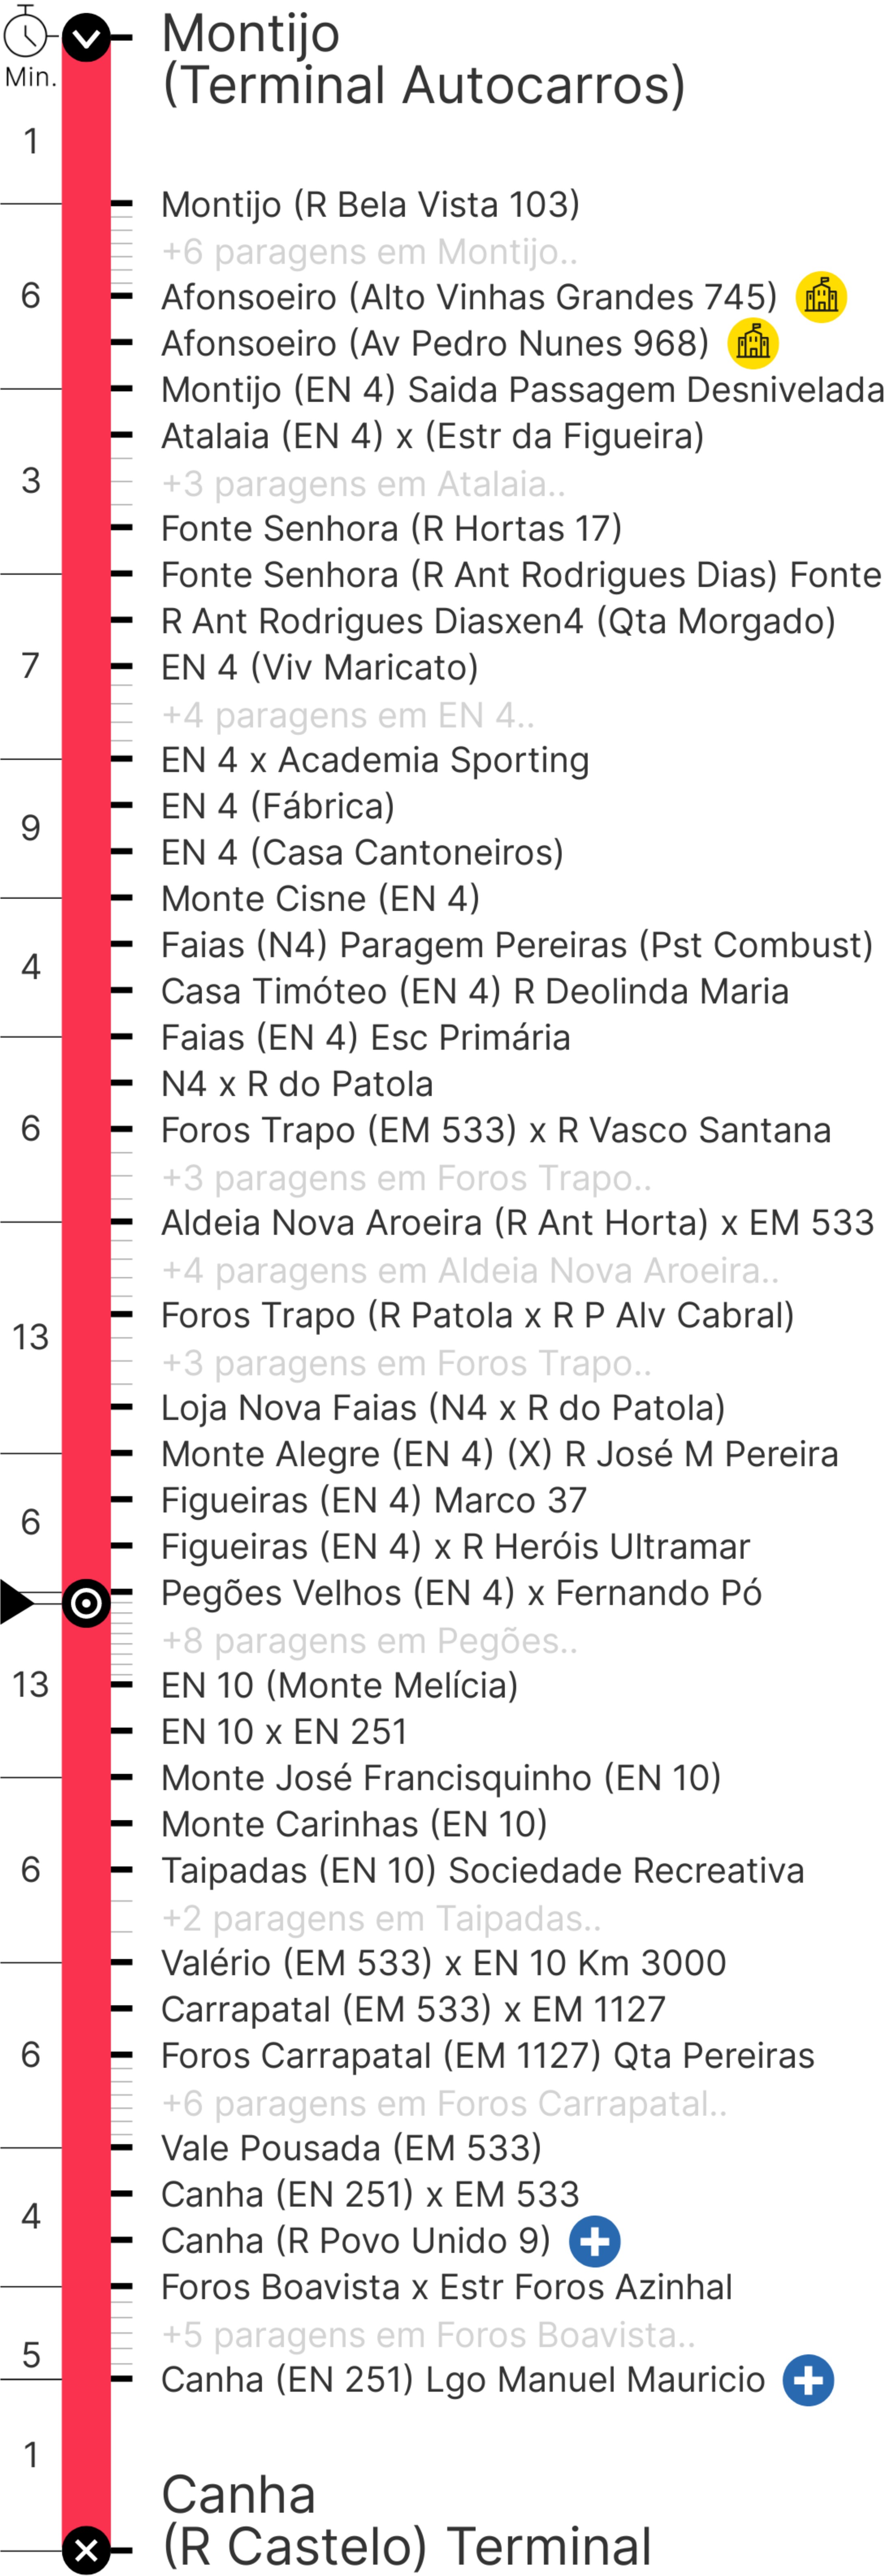 Montijo
(Terminal Autocarros)
Min.
1
Montijo (R Bela Vista 103)
+6 paragens em Montijo..
6
Afonsoeiro (Alto Vinhas Grandes 745)
Afonsoeiro (Av Pedro Nunes 968)
Montijo (EN 4) Saida Passagem Desnivelada
Atalaia (EN 4) x (Estr da Figueira)
3
+3 paragens em Atalaia..
Fonte Senhora (R Hortas 17)
Fonte Senhora (R Ant Rodrigues Dias) Fonte
R Ant Rodrigues Diasxen4 (Qta Morgado)
7
EN 4 (Viv Maricato)
+4 paragens em EN 4..
EN 4 x Academia Sporting
EN 4 (Fábrica)
9
EN 4 (Casa Cantoneiros)
Monte Cisne (EN 4)
Faias (N4) Paragem Pereiras (Pst Combust)
4
Casa Timóteo (EN 4) R Deolinda Maria
Faias (EN 4) Esc Primária
N4 x R do Patola
6
Foros Trapo (EM 533) x R Vasco Santana
+3 paragens em Foros Trapo..
Aldeia Nova Aroeira (R Ant Horta) x EM 533
+4 paragens em Aldeia Nova Aroeira..
Foros Trapo (R Patola x R P Alv Cabral)
13
+3 paragens em Foros Trapo..
Loja Nova Faias (N4 x R do Patola)
Monte Alegre (EN 4) (X) R José M Pereira
Figueiras (EN 4) Marco 37
6
Figueiras (EN 4) x R Heróis Ultramar
Pegões Velhos (EN 4) x Fernando Pó
+8 paragens em Pegões..
13
EN 10 (Monte Melícia)
EN 10 x EN 251
Monte José Francisquinho (EN 10)
Monte Carinhas (EN 10)
6
Taipadas (EN 10) Sociedade Recreativa
+2 paragens em Taipadas..
Valério (EM 533) x EN 10 Km 3000
Carrapatal (EM 533) x EM 1127
6
Foros Carrapatal (EM 1127) Qta Pereiras
+6 paragens em Foros Carrapatal..
Vale Pousada (EM 533)
Canha (EN 251) x EM 533
4
Canha (R Povo Unido 9)
Foros Boavista x Estr Foros Azinhal
+5 paragens em Foros Boavista..
5
Canha (EN 251) Lgo Manuel Mauricio
1
Canha
(R Castelo) Terminal